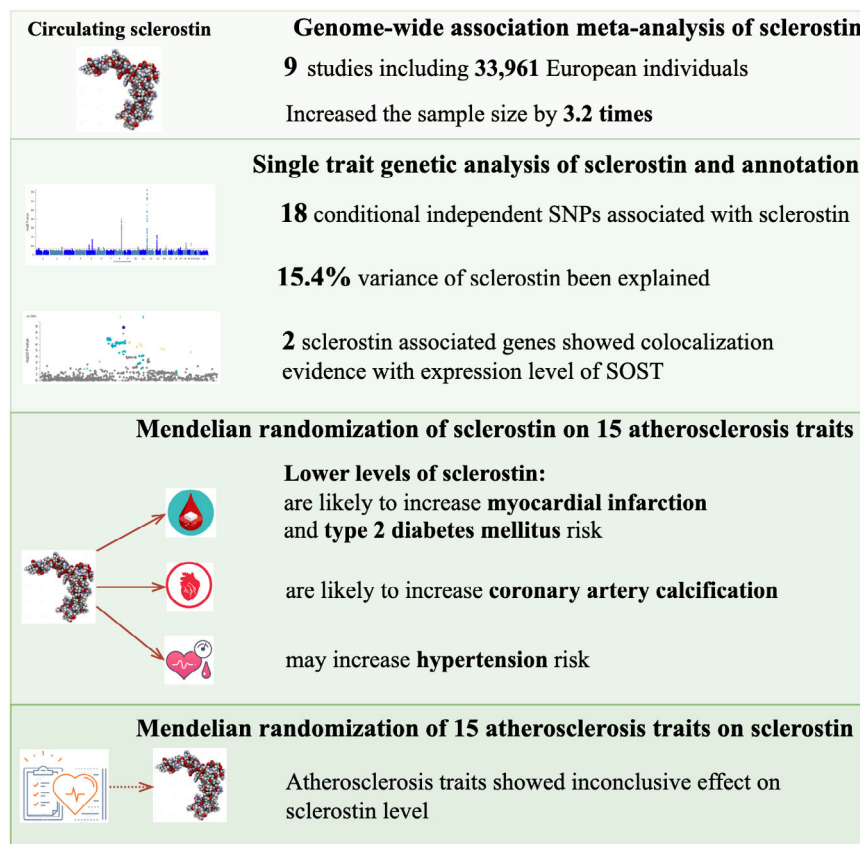 Circulating sclerostin
Genome-wide association meta-analysis of sclerostin
9 studies including 33,961 European individuals
Increased the sample size by 3.2 times
Single trait genetic analysis of sclerostin and annotation
18 conditional independent SNPs associated with sclerostin
15.4% variance of sclerostin been explained
2 sclerostin associated genes showed colocalization
evidence with expression level of SOST
Mendelian randomization of sclerostin on 15 atherosclerosis traits
Lower levels of sclerostin:
are likely to increase myocardial infarction
and type 2 diabetes mellitus risk
are likely to increase coronary artery calcification
may increase hypertension risk
Mendelian randomization of 15 atherosclerosis traits on sclerostin
Atherosclerosis traits showed inconclusive effect on
sclerostin level